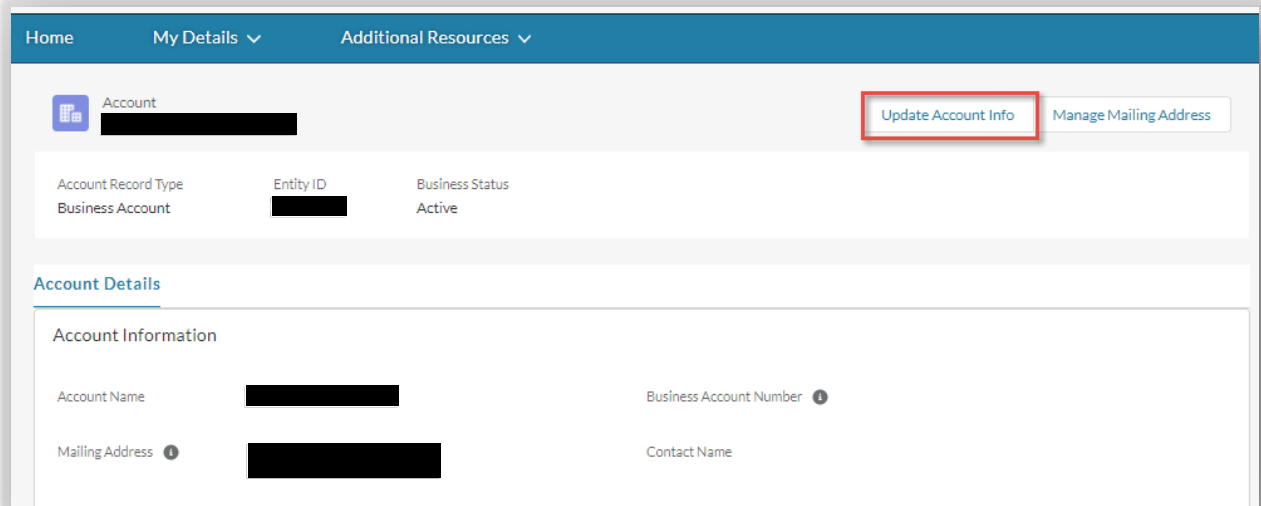 Home My Details Additional Resources
Account
Update Account Info Manage Mailing Address
Account Record Type Entity ID Business Status
Business Account Active
Account Details
Account Information
Account Name Business Account Number
Mailing Address Contact Name